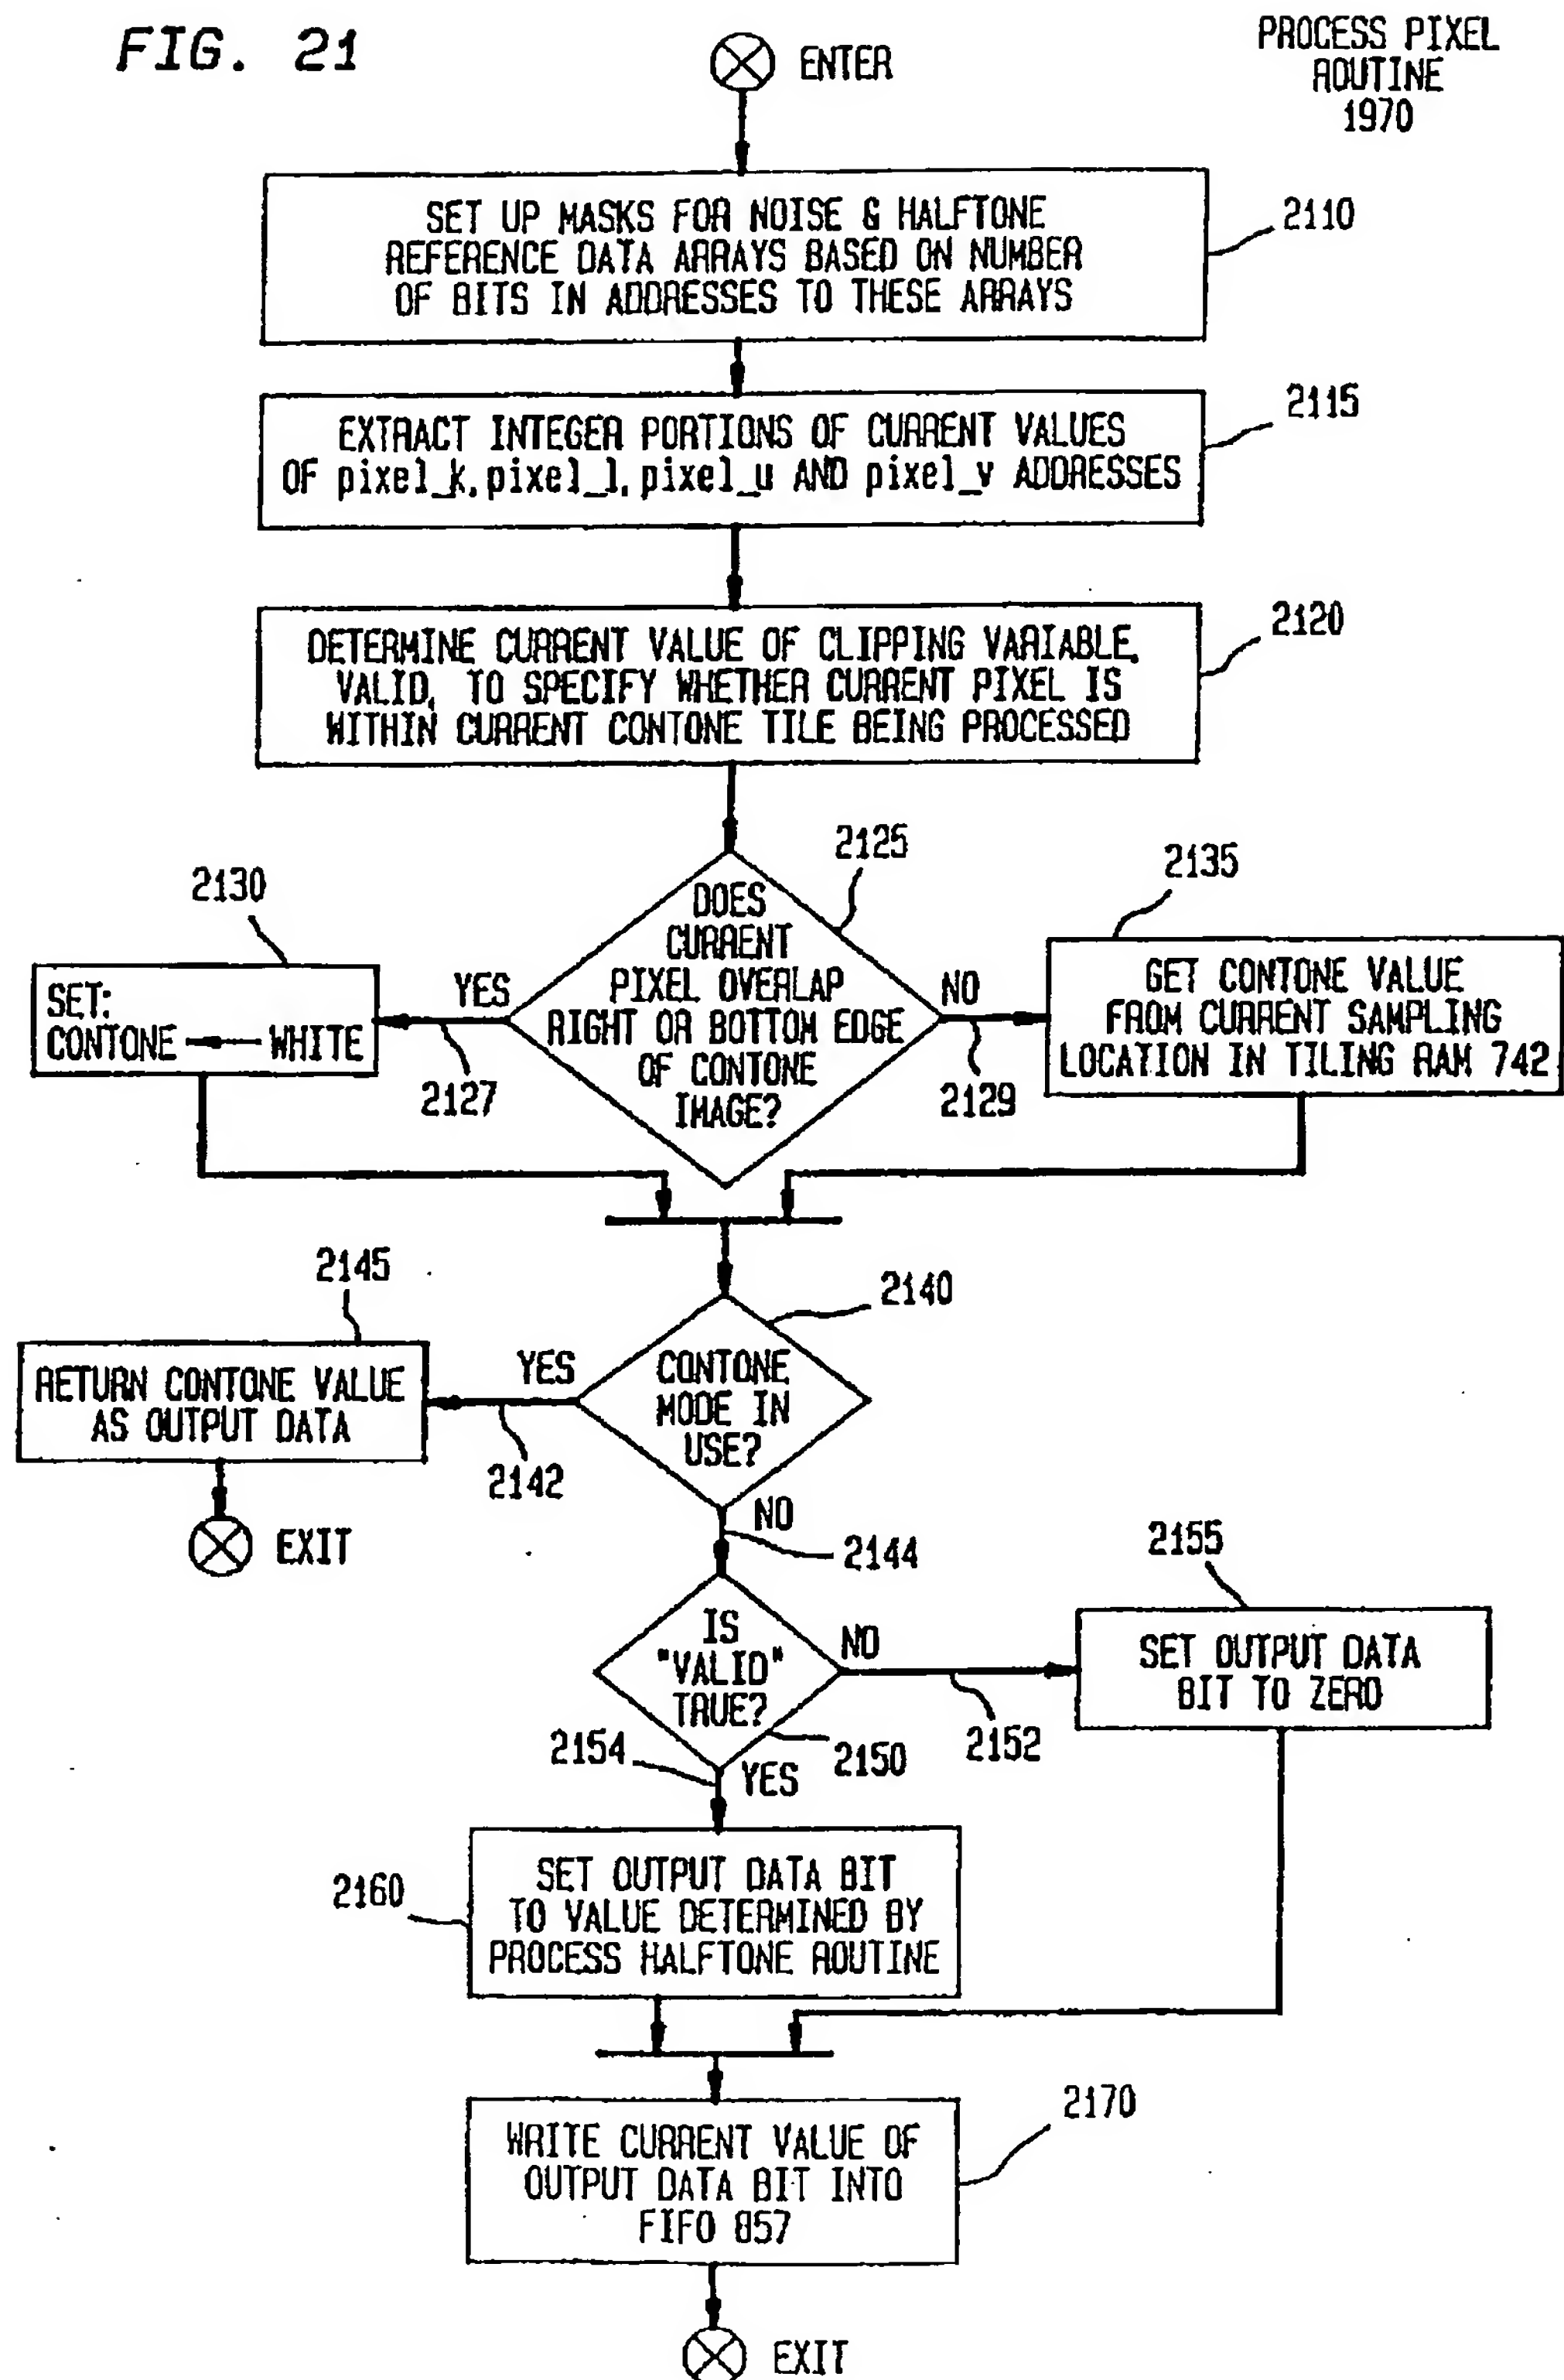 FIG. 21
ENTER
PROCESS PIXEL
ROUTINE
1970
SET UP MASKS FOR NOISE & HALFTONE
REFERENCE DATA ARRAYS BASED ON NUMBER
OF BITS IN ADDRESSES TO THESE ARRAYS
2110
EXTRACT INTEGER PORTIONS OF CURRENT VALUES
OF pixel_k, pixel_l, pixel_u AND pixel_v ADDRESSES
2115
DETERMINE CURRENT VALUE OF CLIPPING VARIABLE,
VALID, TO SPECIFY WHETHER CURRENT PIXEL IS
WITHIN CURRENT CONTONE TILE BEING PROCESSED
2120
2125
DOES
CURRENT
PIXEL OVERLAP
RIGHT OR BOTTOM EDGE
OF CONTONE
IMAGE?
2130
SET:
CONTONE ← WHITE
YES
2127
NO
2129
2135
GET CONTONE VALUE
FROM CURRENT SAMPLING
LOCATION IN TILING RAM 742
2140
CONTONE
MODE IN
USE?
2145
RETURN CONTONE VALUE
AS OUTPUT DATA
YES
2142
EXIT
NO
2144
IS
"VALID"
TRUE?
2150
NO
2152
2155
SET OUTPUT DATA
BIT TO ZERO
2154
YES
2160
SET OUTPUT DATA BIT
TO VALUE DETERMINED BY
PROCESS HALFTONE ROUTINE
WRITE CURRENT VALUE OF
OUTPUT DATA BIT INTO
FIFO 857
2170
EXIT